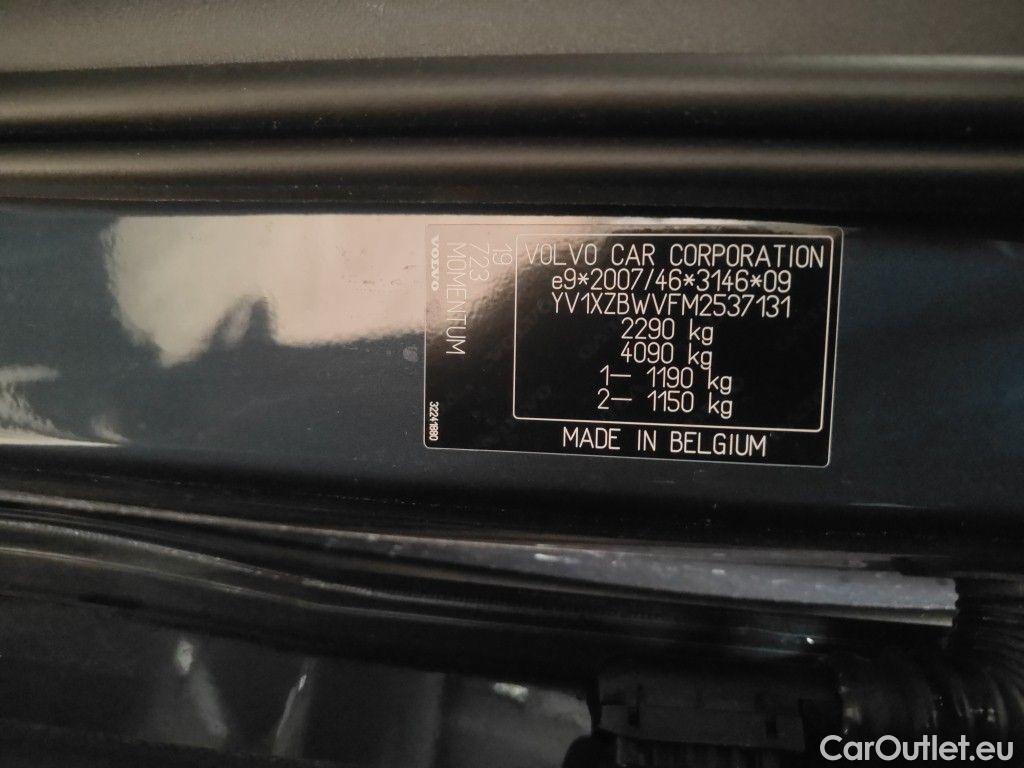 VOLVO CAR CORPORATION
e9*2007/46*3146*09
YV1XZBWVFM2537131
2290 kg
4090 kg
1— 1190 kg
2— 1150 kg
MADE IN BELGIUM
19
723
MOMENTUM
VOLVO
32241880
CarOutlet.eu